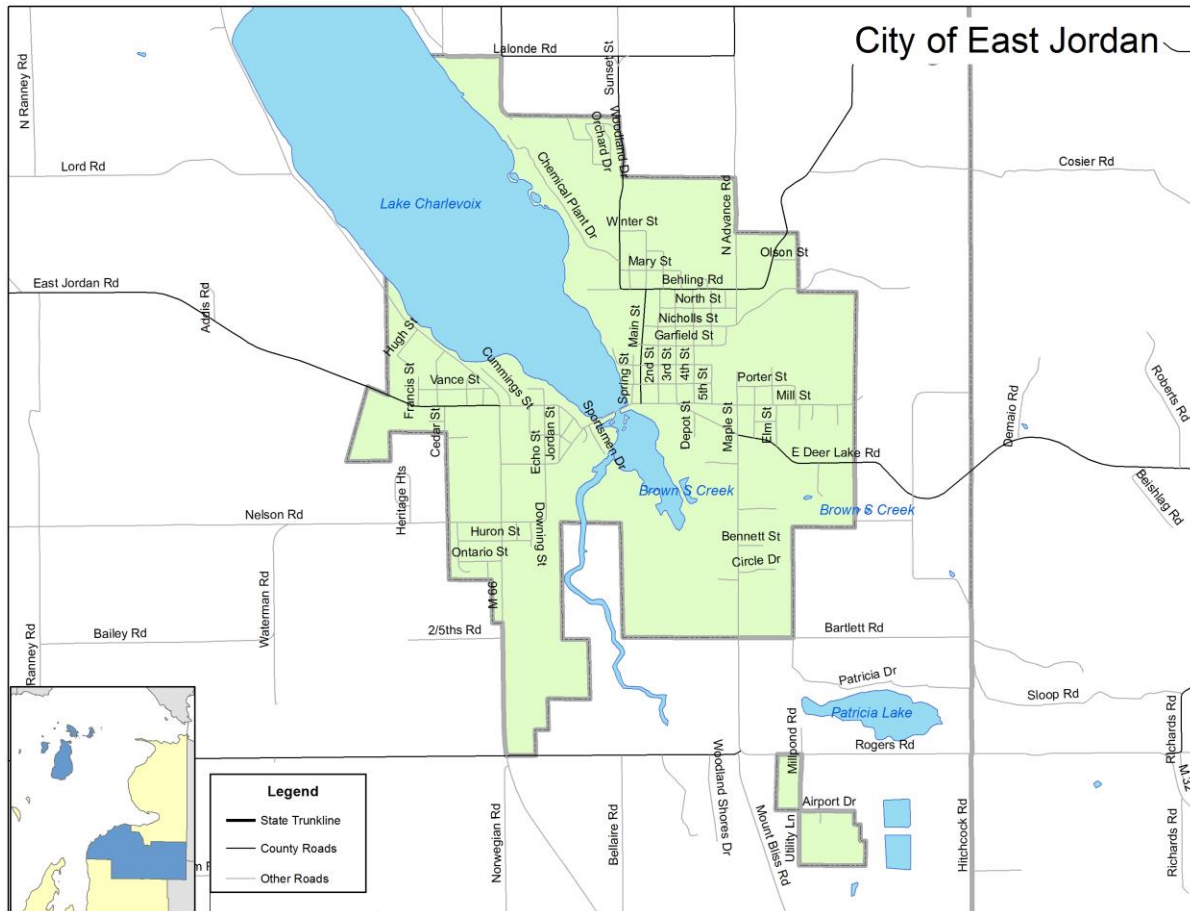 City of East Jordan
Lalonde Rd
Sunset St
N Ranney Rd
Woodland Dr
Orchard Dr
Lord Rd
Cosier Rd
Chemical Plant Dr
Lake Charlevoix
N Advance Rd
Winter St
Olson St
Mary St
Behling Rd
East Jordan Rd
Addis Rd
North St
Nicholls St
Main St
Garfield St
Hugh St
Cummings St
Spring St
2nd St
3rd St
4th St
5th St
Vance St
Francis St
Porter St
Mill St
Roberts Rd
Demaio Rd
Cedar St
Echo St
Jordan St
Sportsmen Dr
Depot St
Maple St
Elm St
E Deer Lake Rd
Heritage Hts
Brown S Creek
Brown S Creek
Beishlag Rd
Nelson Rd
Downing St
Huron St
Bennett St
Ontario St
Circle Dr
Waterman Rd
M 66
Bailey Rd
2/5ths Rd
Bartlett Rd
Ranney Rd
Patricia Dr
Sloop Rd
Patricia Lake
Millpond Rd
Rogers Rd
Richards Rd
M 32
Woodland Shores Dr
Mount Bliss Rd
Airport Dr
Utility Ln
Norwegian Rd
Bellaire Rd
Hitchcock Rd
Richards Rd
Legend
State Trunkline
County Roads
Other Roads